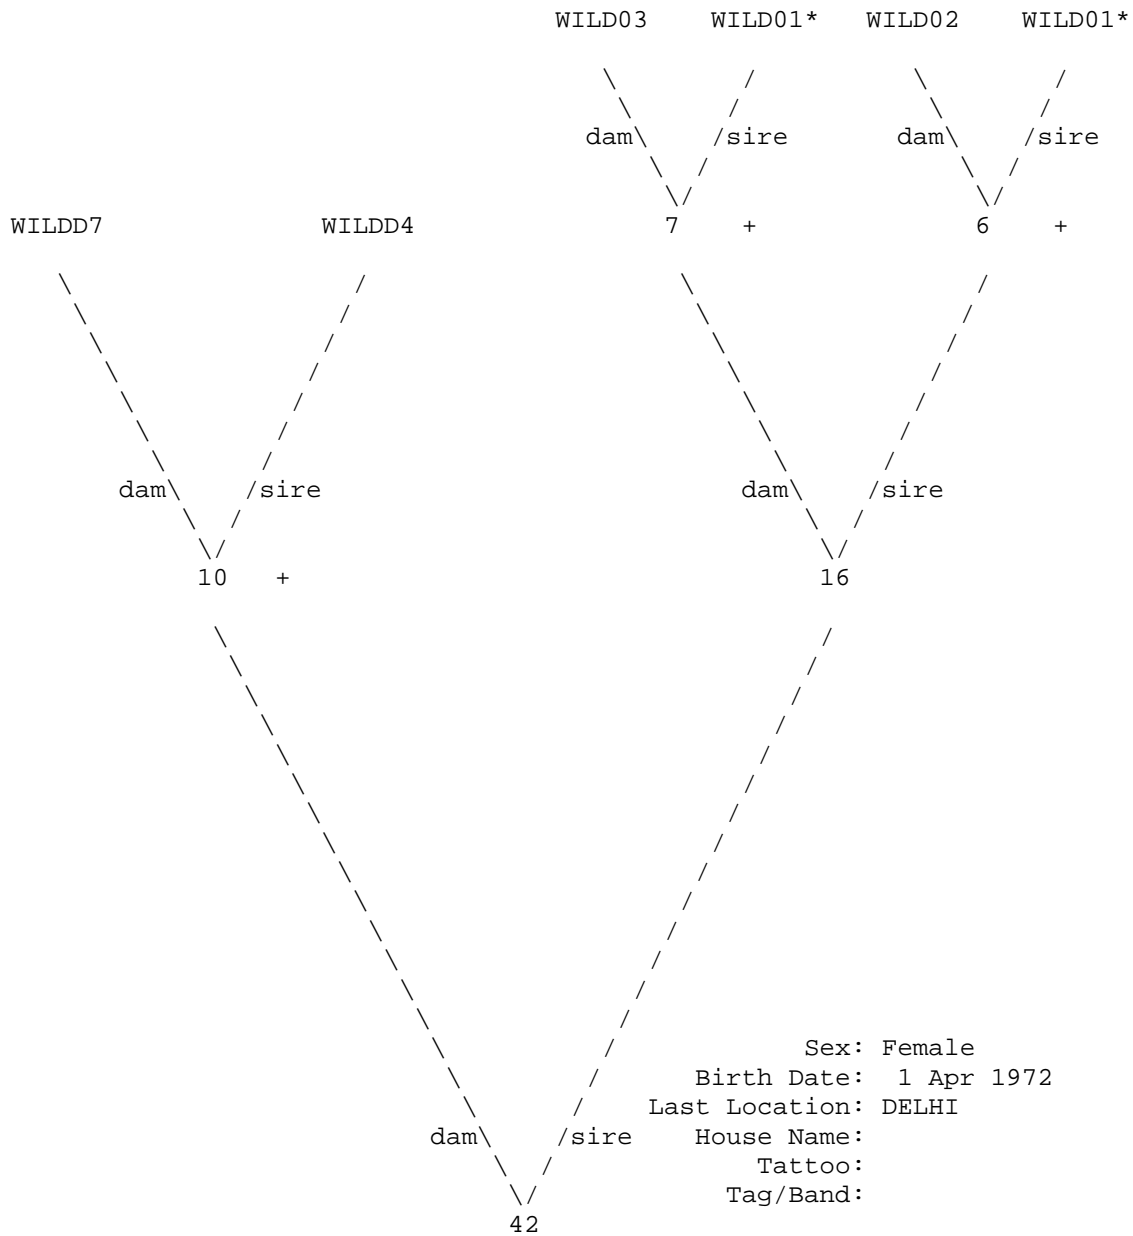 WILD03 WILD01* WILD02 WILD01*
dam sire dam sire
WILDD7 WILDD4 7 + 6 +
dam sire dam sire
10 + 16
Sex: Female
Birth Date: 1 Apr 1972
Last Location: DELHI
dam sire House Name:
Tattoo:
Tag/Band:
42